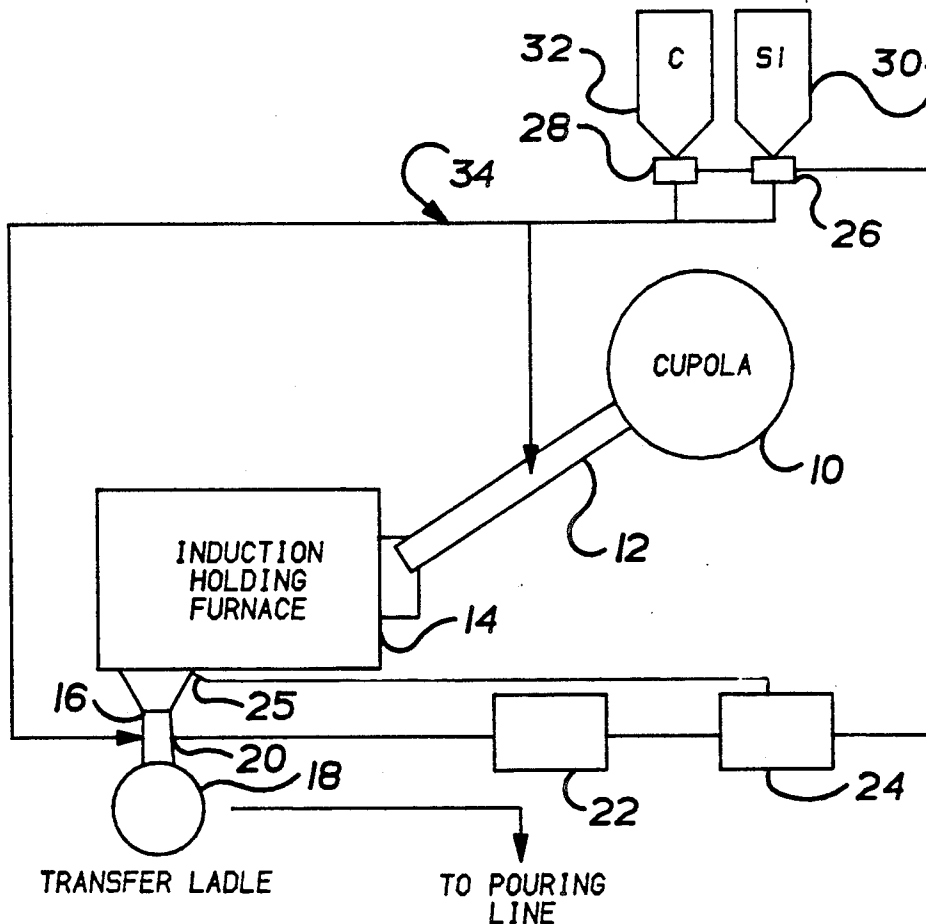 32
C
SI
30
28
34
26
CUPOLA
10
12
INDUCTION
HOLDING
FURNACE
14
16
25
20
18
22
24
TRANSFER LADLE
TO POURING
LINE